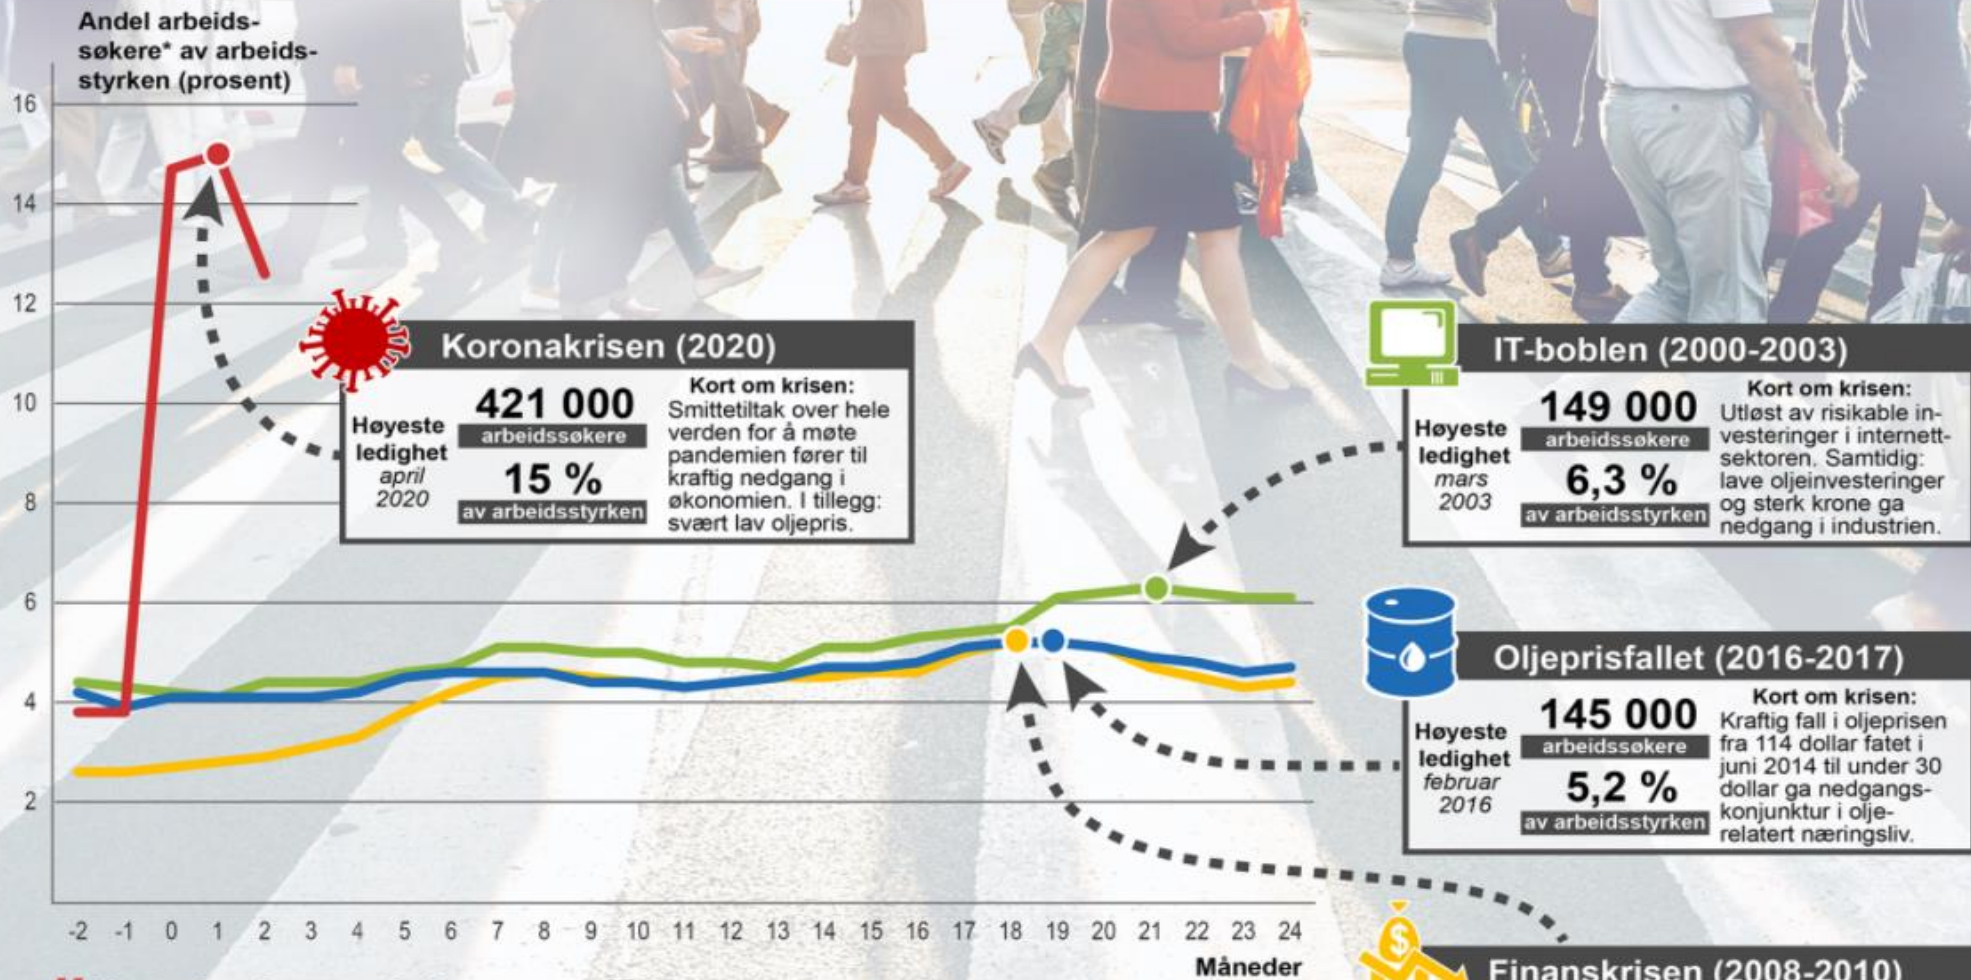 Andel arbeids-
søkere* av arbeids-
styrken (prosent)
16
14
12
10
8
6
4
2
-2 -1 0 1 2 3 4 5 6 7 8 9 10 11 12 13 14 15 16 17 18 19 20 21 22 23 24
Måneder
Koronakrisen (2020)
Høyeste
ledighet
april
2020
421 000
arbeidssøkere
15 %
av arbeidsstyrken
Kort om krisen:
Smittetiltak over hele
verden for å møte
pandemien fører til
kraftig nedgang i
økonomien. I tillegg:
svært lav oljepris.
IT-boblen (2000-2003)
Høyeste
ledighet
mars
2003
149 000
arbeidssøkere
6,3 %
av arbeidsstyrken
Kort om krisen:
Utløst av risikable in-
vesteringer i internett-
sektoren. Samtidig:
lave oljeinvesteringer
og sterk krone ga
nedgang i industrien.
Oljeprisfallet (2016-2017)
Høyeste
ledighet
februar
2016
145 000
arbeidssøkere
5,2 %
av arbeidsstyrken
Kort om krisen:
Kraftig fall i oljeprisen
fra 114 dollar fatet i
juni 2014 til under 30
dollar ga nedgangs-
konjunktur i olje-
relatert næringsliv.
$
Finanskrisen (2008-2010)